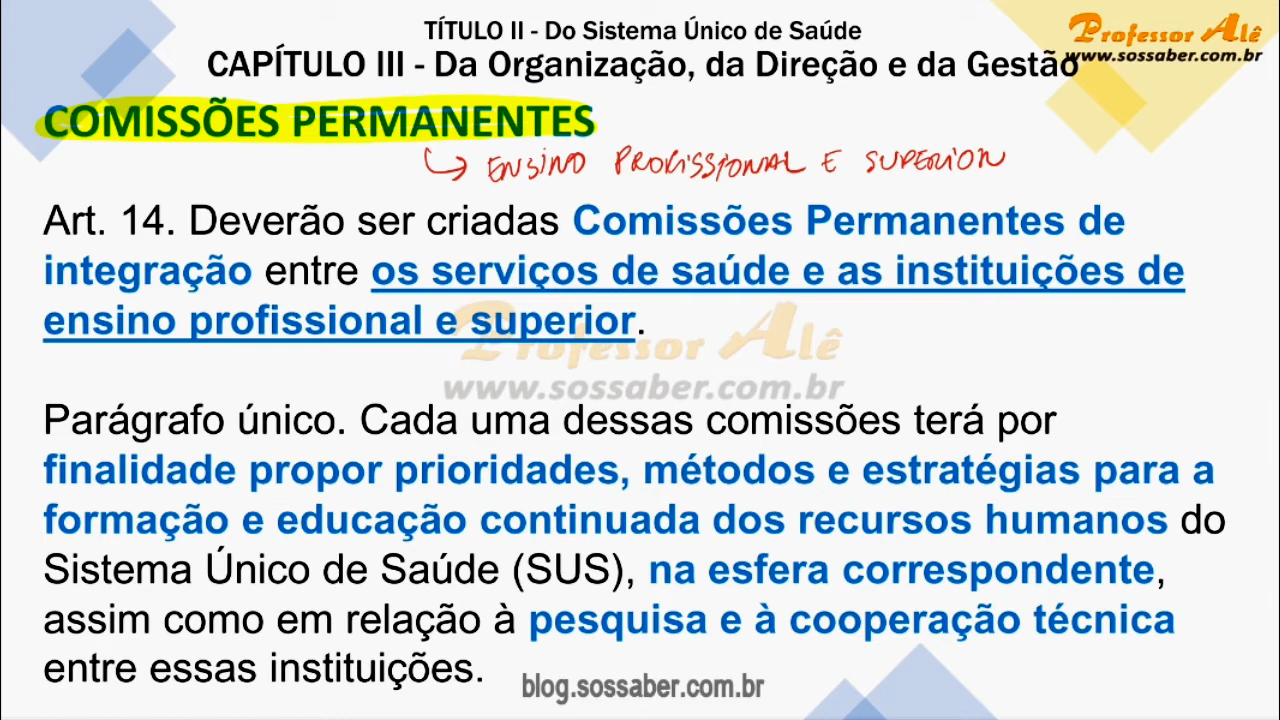 TÍTULO II - Do Sistema Único de Saúde
CAPÍTULO III - Da Organização, da Direção e da Gestão
Professor Alê
www.sossaber.com.br
COMISSÕES PERMANENTES
ENSINO PROFISSIONAL E SUPERIOR
Art. 14. Deverão ser criadas Comissões Permanentes de
integração entre os serviços de saúde e as instituições de
ensino profissional e superior.
Professor Alê
www.sossaber.com.br
Parágrafo único. Cada uma dessas comissões terá por
finalidade propor prioridades, métodos e estratégias para a
formação e educação continuada dos recursos humanos do
Sistema Único de Saúde (SUS), na esfera correspondente,
assim como em relação à pesquisa e à cooperação técnica
entre essas instituições.
blog.sossaber.com.br